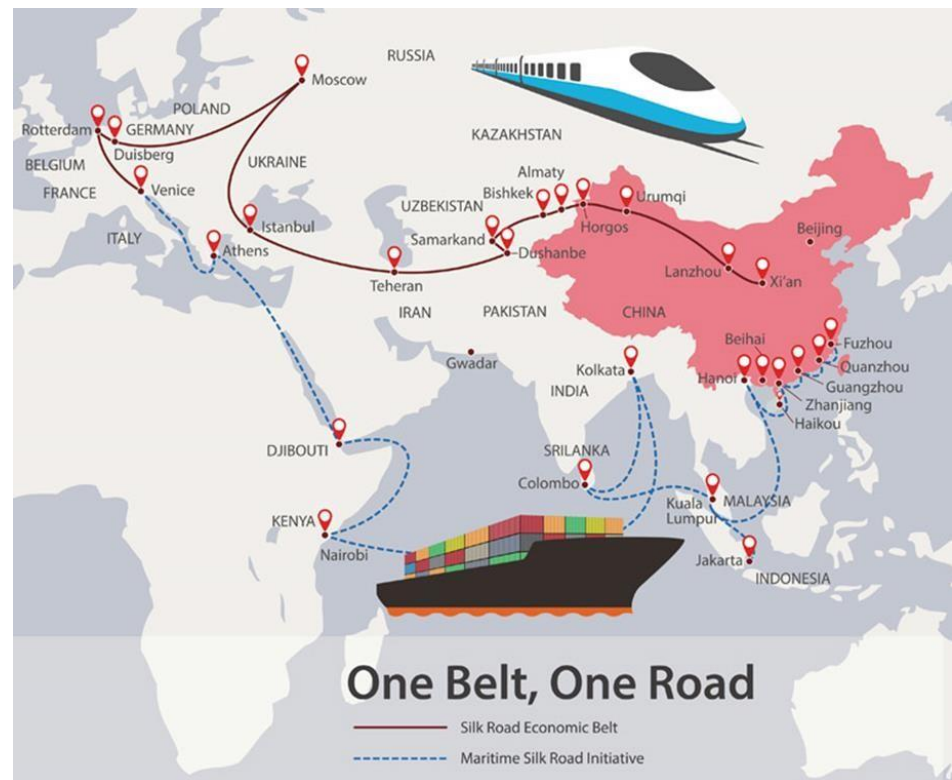 RUSSIA
Moscow
POLAND
Rotterdam
GERMANY
Duisberg
BELGIUM
UKRAINE
FRANCE
Venice
KAZAKHSTAN
Almaty
Bishkek
Urumqi
UZBEKISTAN
Horgos
Istanbul
ITALY
Athens
Samarkand
Dushanbe
Beijing
Lanzhou
Xi'an
Teheran
IRAN
PAKISTAN
CHINA
Gwadar
Kolkata
INDIA
Beihai
Fuzhou
Hanoi
Quanzhou
Guangzhou
Zhanjiang
Haikou
DJIBOUTI
SRILANKA
Colombo
Kuala
Lumpur
MALAYSIA
KENYA
Nairobi
Jakarta
INDONESIA
One Belt, One Road
Silk Road Economic Belt
Maritime Silk Road Initiative